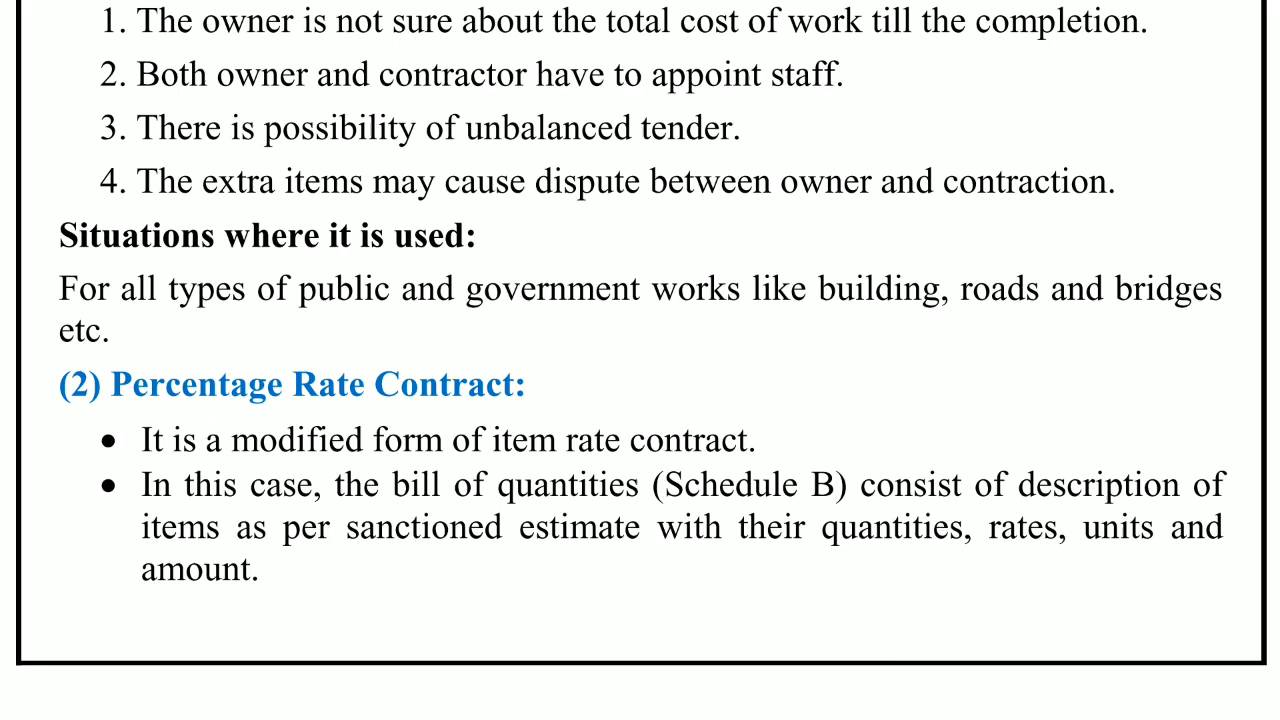 1. The owner is not sure about the total cost of work till the completion.
2. Both owner and contractor have to appoint staff.
3. There is possibility of unbalanced tender.
4. The extra items may cause dispute between owner and contraction.
Situations where it is used:
For all types of public and government works like building, roads and bridges
etc.
(2) Percentage Rate Contract:
• It is a modified form of item rate contract.
• In this case, the bill of quantities (Schedule B) consist of description of
items as per sanctioned estimate with their quantities, rates, units and
amount.